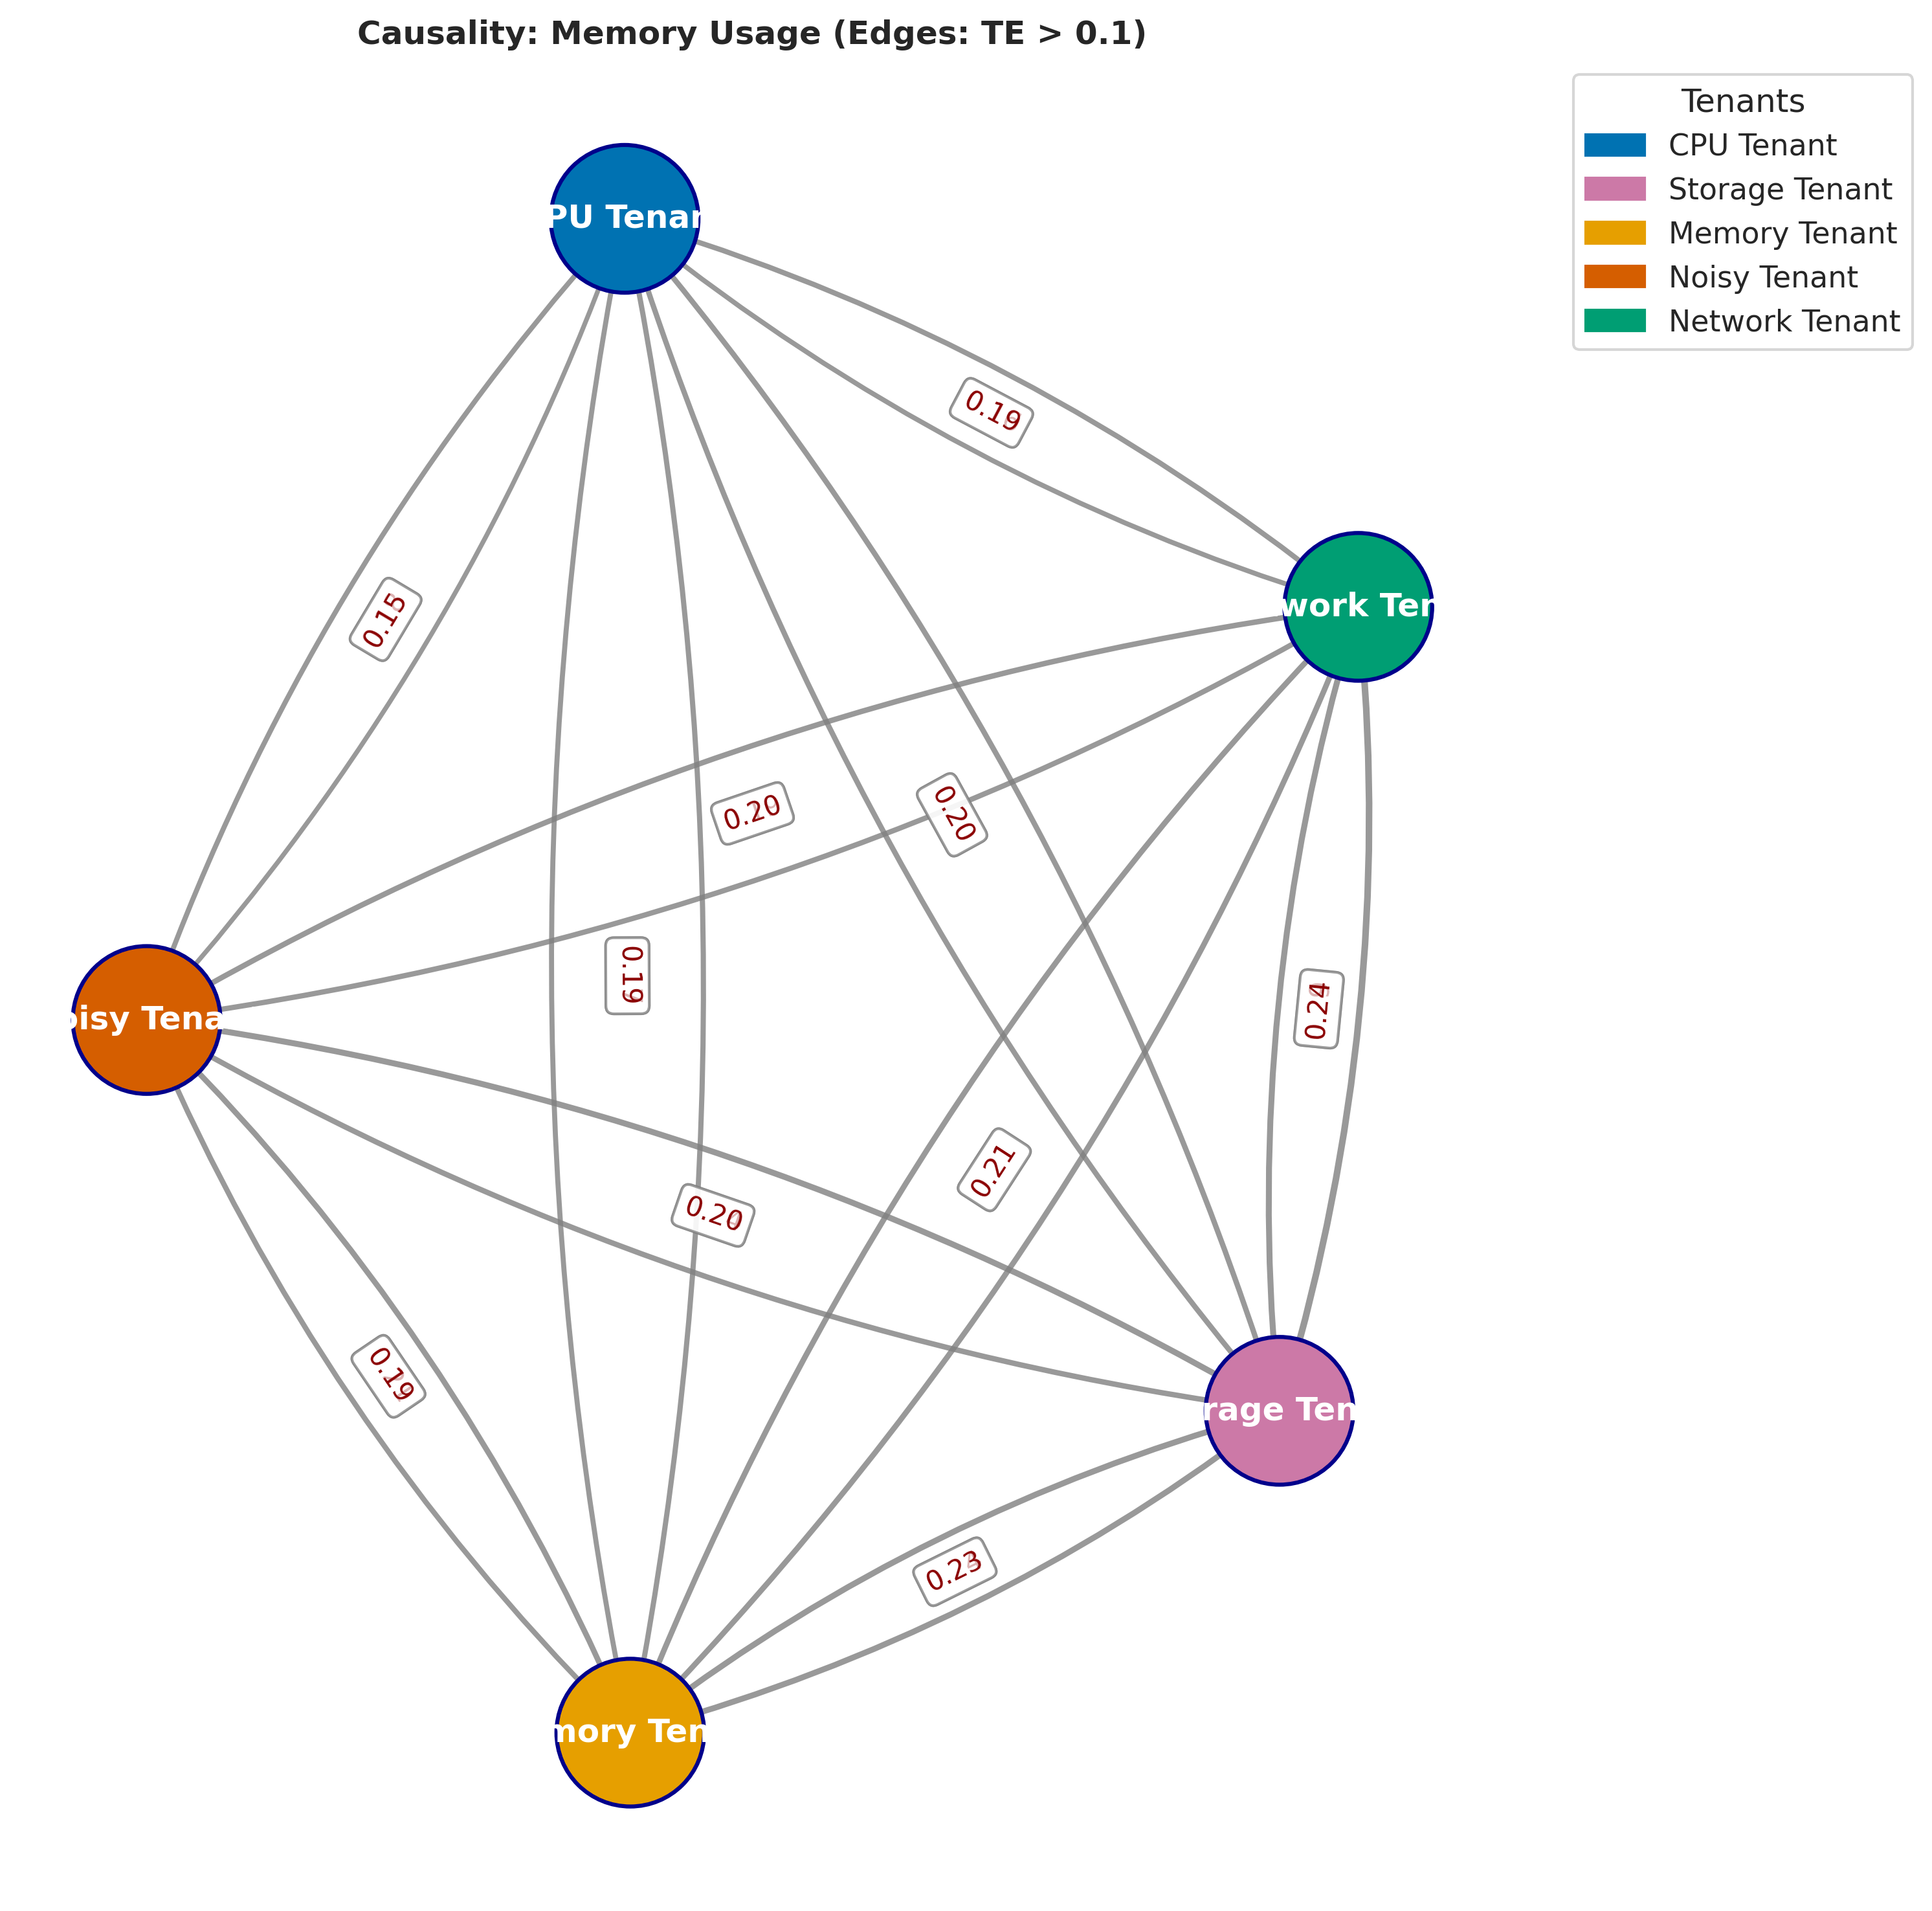 Causality: Memory Usage (Edges: TE > 0.1)
Tenants
CPU Tenant
Storage Tenant
Memory Tenant
Noisy Tenant
Network Tenant
PU Tenan
0.19
work Ten
0.15
0.20
0.20
0.19
0.24
oisy Tena
0.21
0.20
0.19
rage Ten
0.23
mory Ten